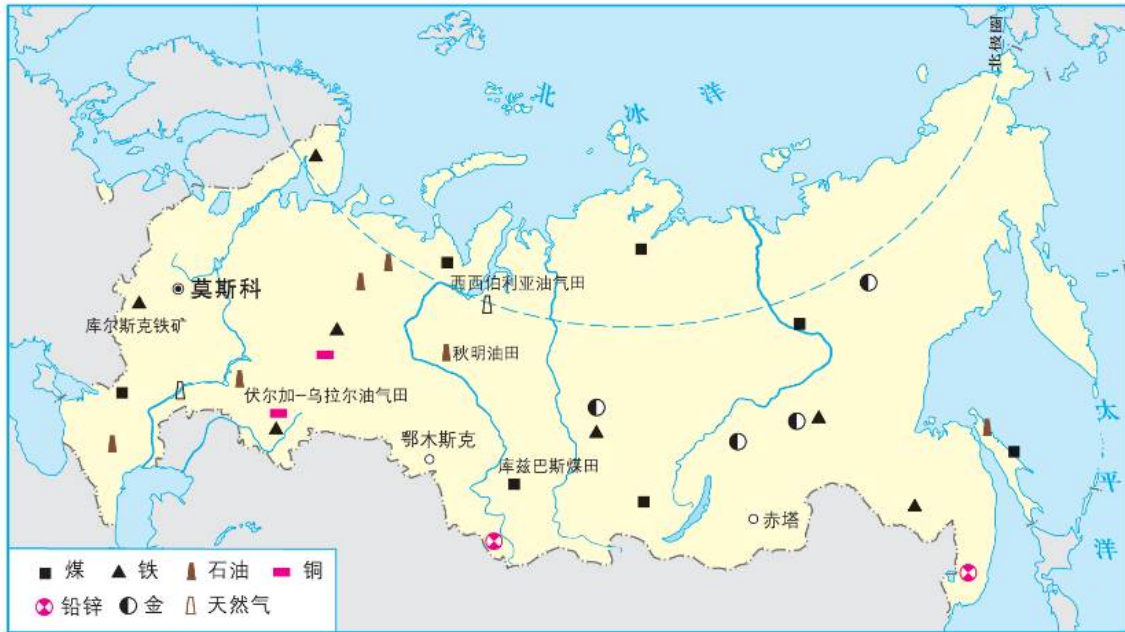 北极圈
北冰洋
西西伯利亚油气田
莫斯科
库尔斯克铁矿
秋明油田
伏尔加-乌拉尔油气田
鄂木斯克
库兹巴斯煤田
赤塔
太平洋
煤 铁 石油 铜
铅锌 金 天然气